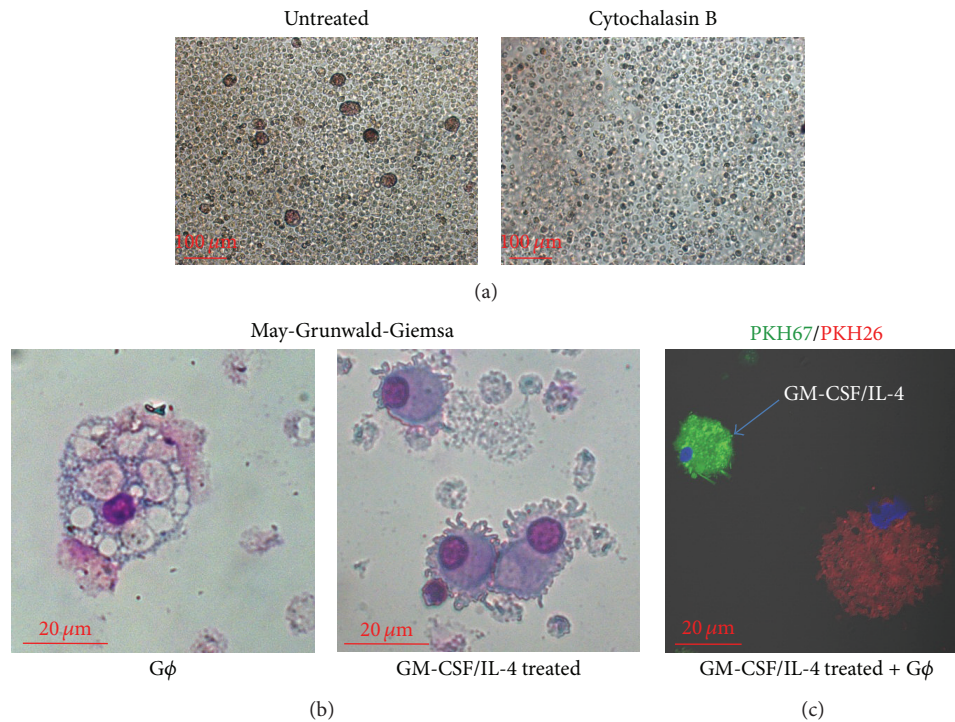 Untreated
Cytochalasin B
100 μm
100 μm
(a)
May-Grunwald-Giemsa
PKH67/PKH26
GM-CSF/IL-4
20 μm
20 μm
20 μm
Gϕ
GM-CSF/IL-4 treated
GM-CSF/IL-4 treated + Gϕ
(b)
(c)